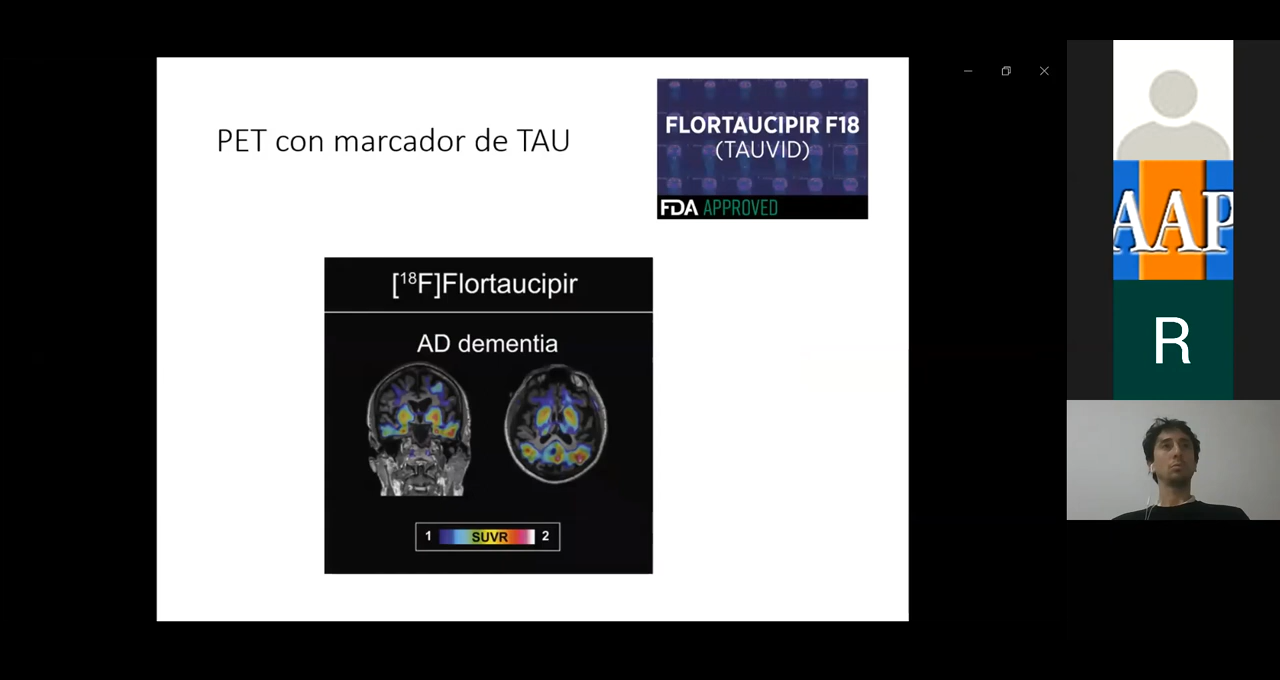 PET con marcador de TAU
FLORTAUCIPIR F18
(TAUVID)
FDA APPROVED
[¹⁸F]Flortaucipir
AD dementia
1 SUVR 2
AAP
R